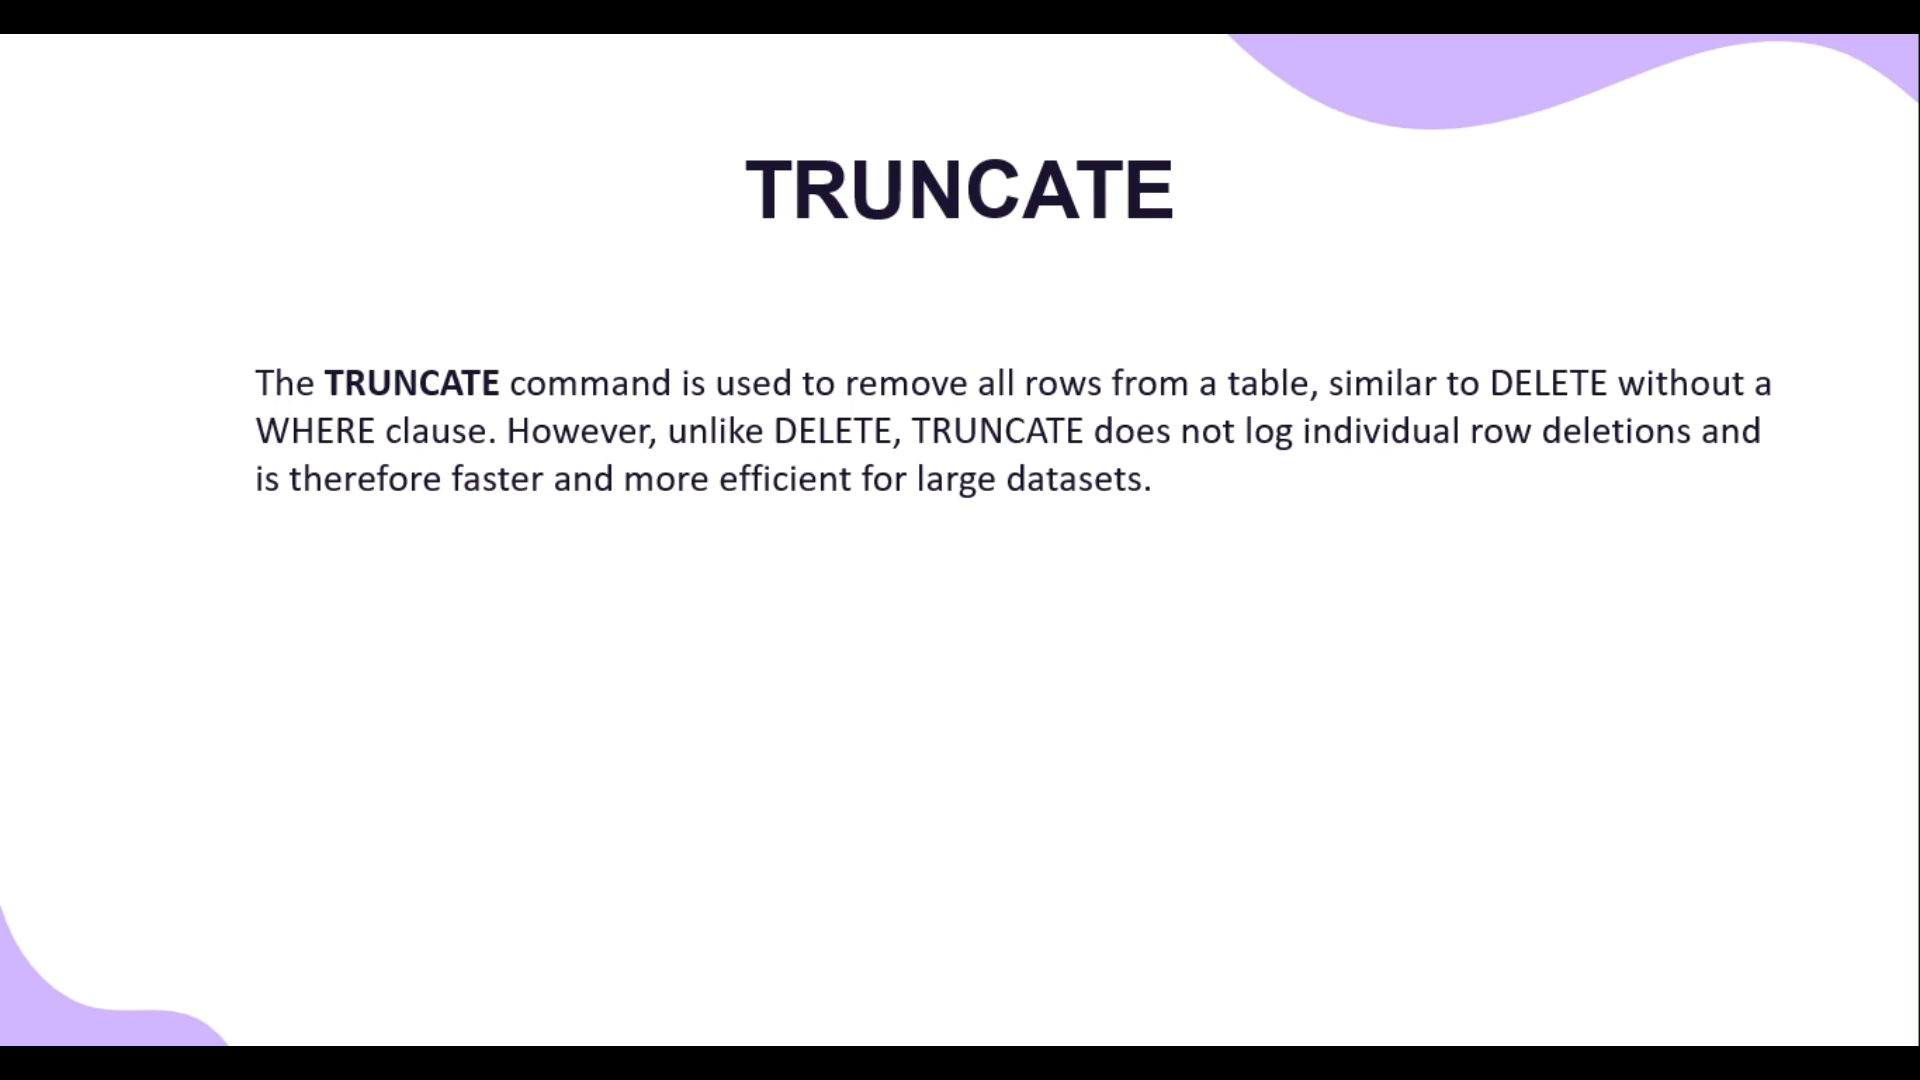 TRUNCATE
The TRUNCATE command is used to remove all rows from a table, similar to DELETE without a
WHERE clause. However, unlike DELETE, TRUNCATE does not log individual row deletions and
is therefore faster and more efficient for large datasets.